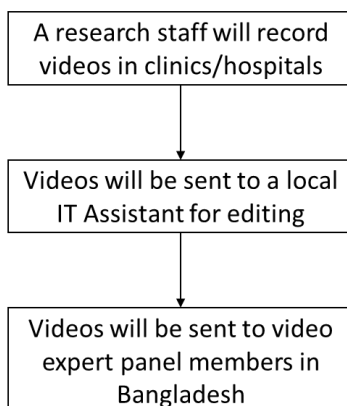 A research staff will record
videos in clinics/hospitals
Videos will be sent to a local
IT Assistant for editing
Videos will be sent to video
expert panel members in
Bangladesh